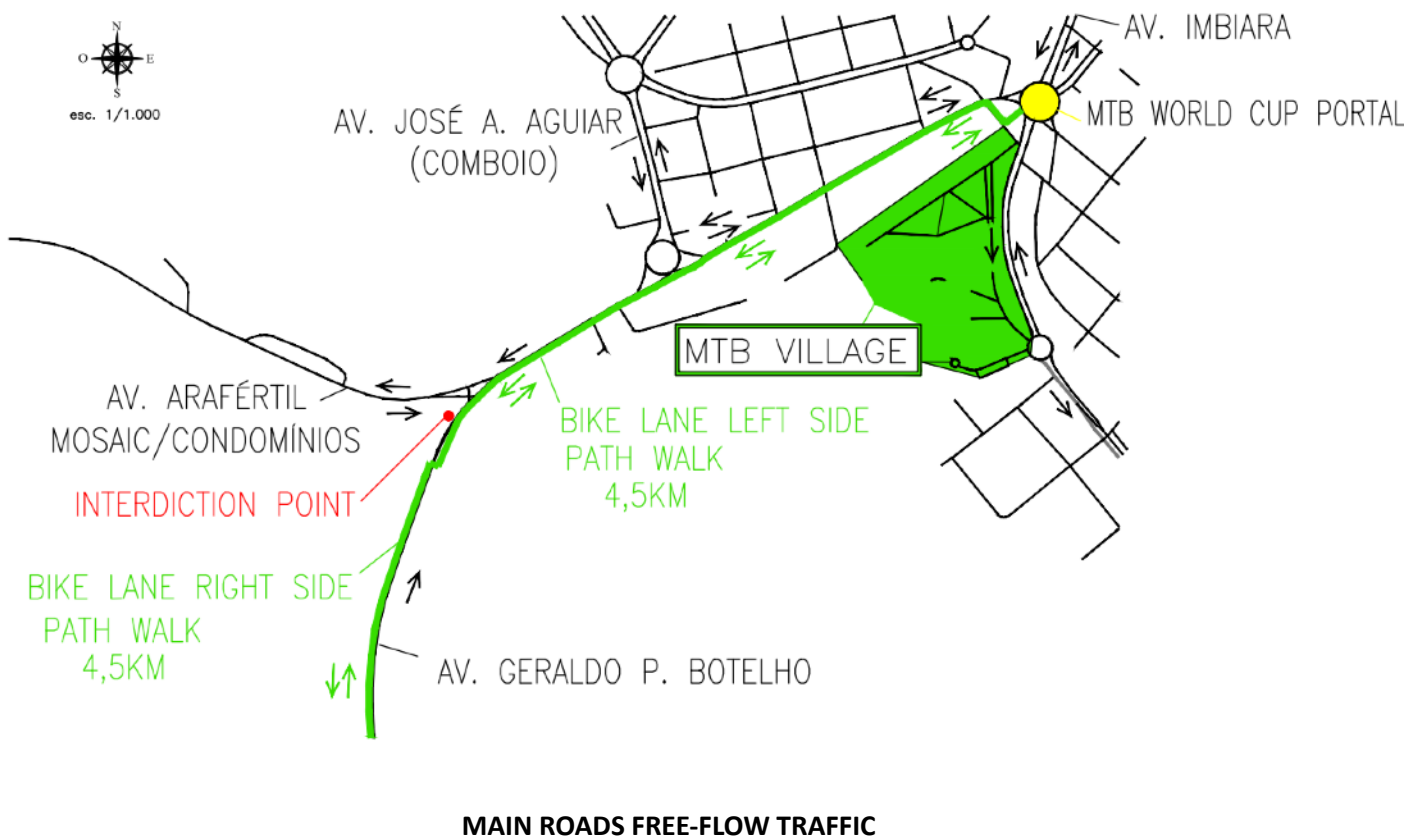 N
O
E
S
esc. 1/1.000
AV. IMBIARA
AV. JOSÉ A. AGUIAR
(COMBOIO)
MTB WORLD CUP PORTAL
MTB VILLAGE
AV. ARAFÉRTIL
MOSAIC/CONDOMÍNIOS
BIKE LANE LEFT SIDE
PATH WALK
4,5KM
INTERDICTION POINT
BIKE LANE RIGHT SIDE
PATH WALK
4,5KM
AV. GERALDO P. BOTELHO
MAIN ROADS FREE-FLOW TRAFFIC